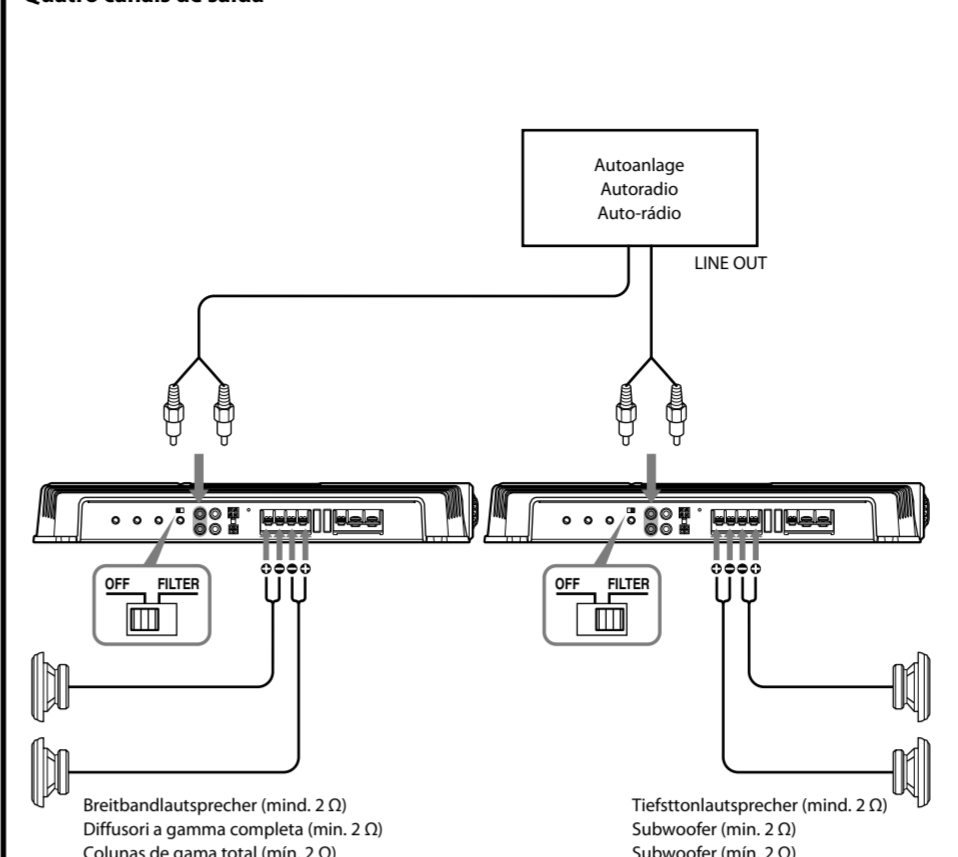 Quatro canais de saída
Autoanlage
Autoradio
Auto-rádio
LINE OUT
OFF FILTER
OFF FILTER
Breitbandlautsprecher (mind. 2 Ω)
Diffusori a gamma completa (min. 2 Ω)
Colunas de gama total (mín. 2 Ω)
Tiefsttonlautsprecher (mind. 2 Ω)
Subwoofer (min. 2 Ω)
Subwoofer (mín. 2 Ω)